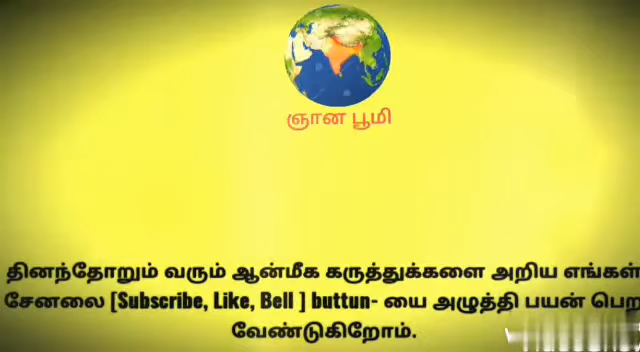 ஞான பூமி
தினந்தோறும் வரும் ஆன்மீக கருத்துக்களை அறிய எங்கள்
சேனலை [Subscribe, Like, Bell ] buttun- யை அழுத்தி பயன் பெற
வேண்டுகிறோம்.